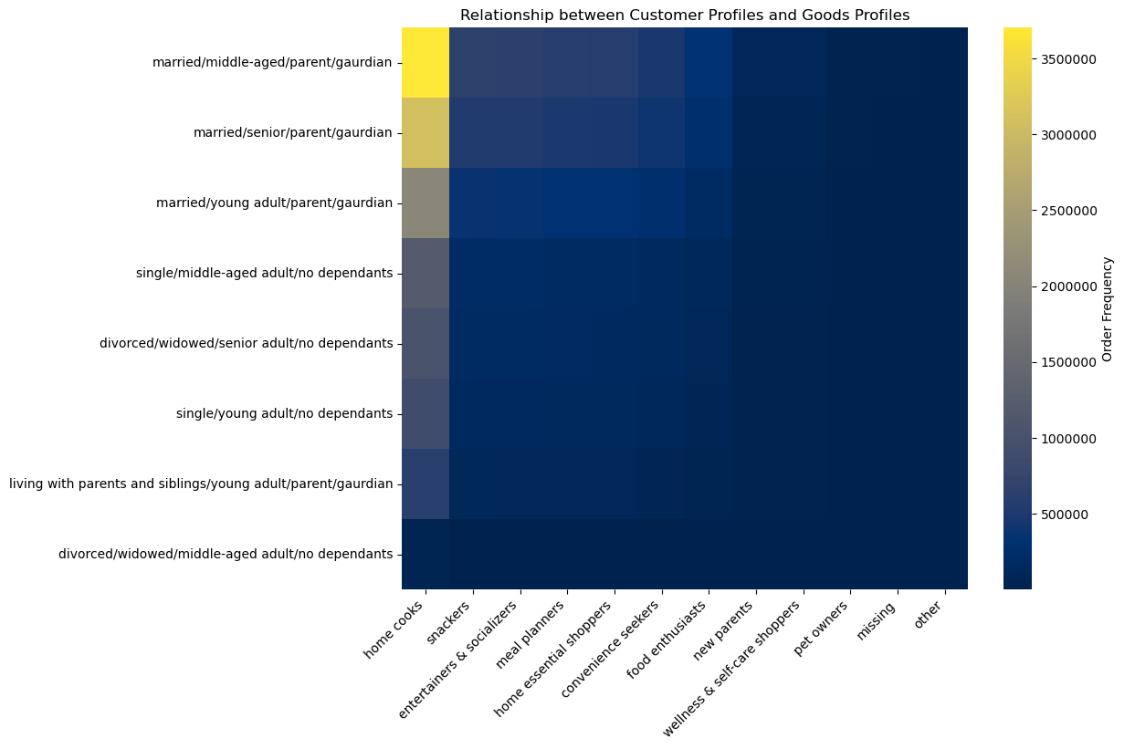 Relationship between Customer Profiles and Goods Profiles
married/middle-aged/parent/gaurdian
married/senior/parent/gaurdian
married/young adult/parent/gaurdian
single/middle-aged adult/no dependants
divorced/widowed/senior adult/no dependants
single/young adult/no dependants
living with parents and siblings/young adult/parent/gaurdian
divorced/widowed/middle-aged adult/no dependants
home cooks
snackers
entertainers & socializers
meal planners
home essential shoppers
convenience seekers
food enthusiasts
new parents
wellness & self-care shoppers
pet owners
missing
other
3500000
3000000
2500000
2000000
1500000
1000000
500000
Order Frequency